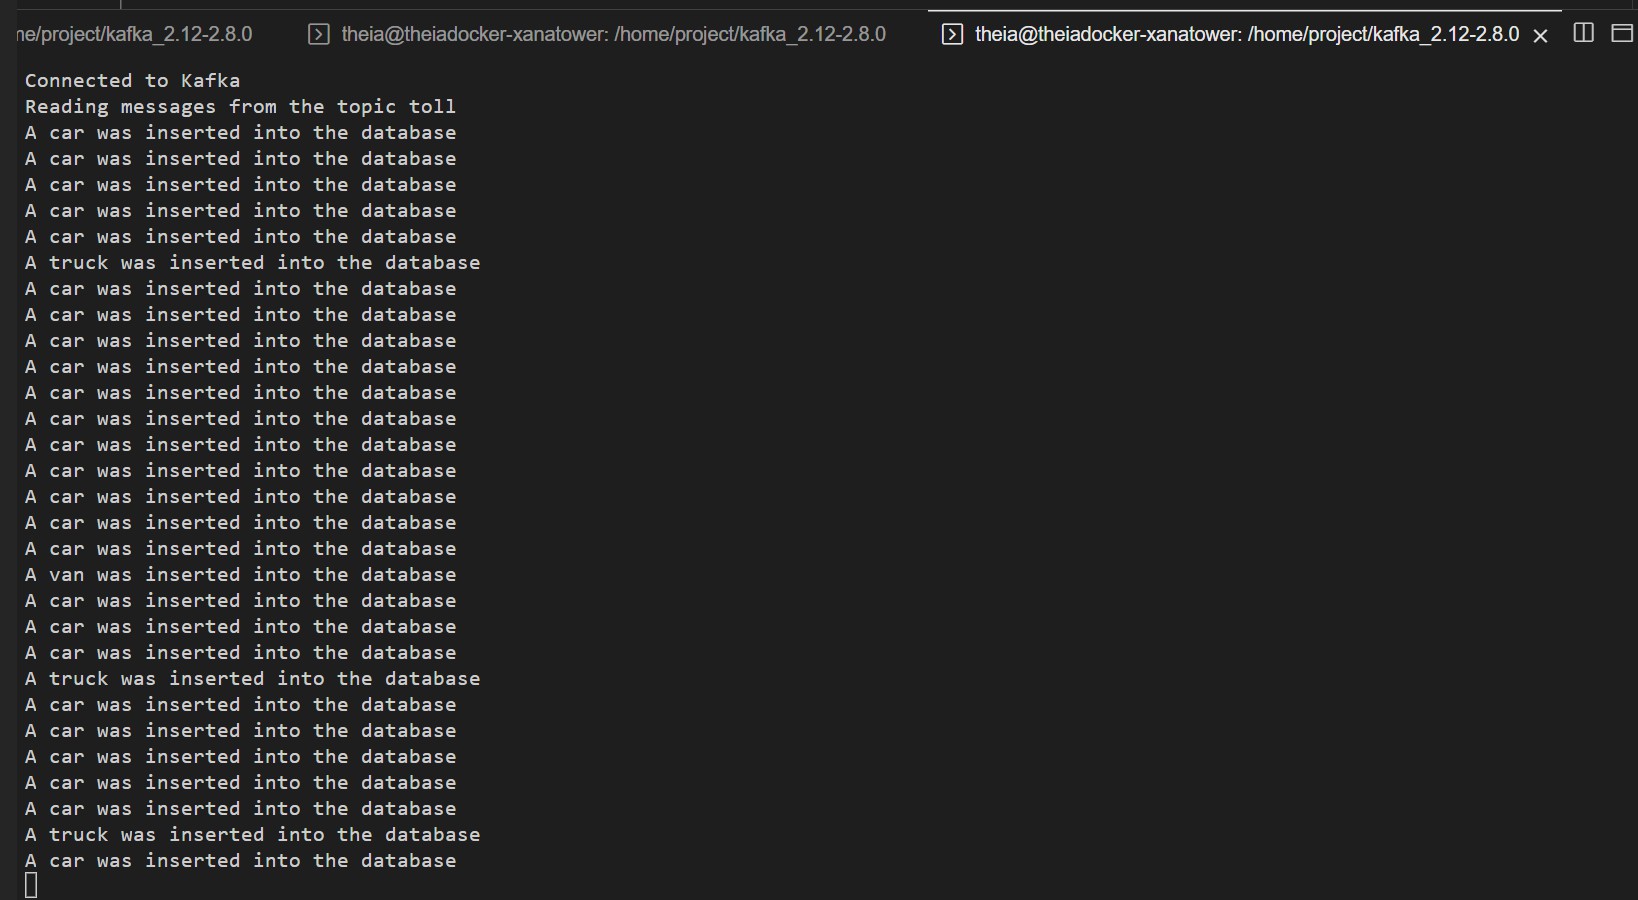 ne/project/kafka_2.12-2.8.0 theia@theiadocker-xanatower: /home/project/kafka_2.12-2.8.0 theia@theiadocker-xanatower: /home/project/kafka_2.12-2.8.0
Connected to Kafka
Reading messages from the topic toll
A car was inserted into the database
A car was inserted into the database
A car was inserted into the database
A car was inserted into the database
A car was inserted into the database
A truck was inserted into the database
A car was inserted into the database
A car was inserted into the database
A car was inserted into the database
A car was inserted into the database
A car was inserted into the database
A car was inserted into the database
A car was inserted into the database
A car was inserted into the database
A car was inserted into the database
A car was inserted into the database
A car was inserted into the database
A van was inserted into the database
A car was inserted into the database
A car was inserted into the database
A car was inserted into the database
A truck was inserted into the database
A car was inserted into the database
A car was inserted into the database
A car was inserted into the database
A car was inserted into the database
A car was inserted into the database
A truck was inserted into the database
A car was inserted into the database